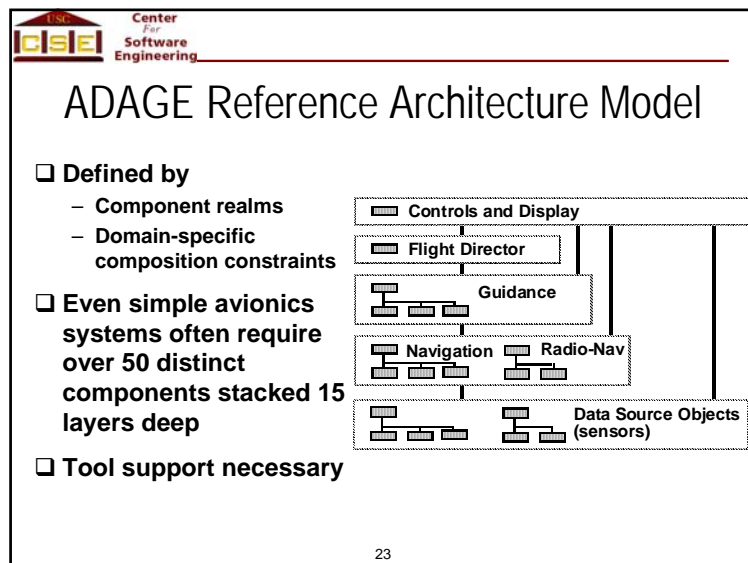 USC
CSE
Center
For
Software
Engineering
ADAGE Reference Architecture Model
❑ Defined by
– Component realms
– Domain-specific
composition constraints
❑ Even simple avionics
systems often require
over 50 distinct
components stacked 15
layers deep
❑ Tool support necessary
Controls and Display
Flight Director
Guidance
Navigation
Radio-Nav
Data Source Objects
(sensors)
23